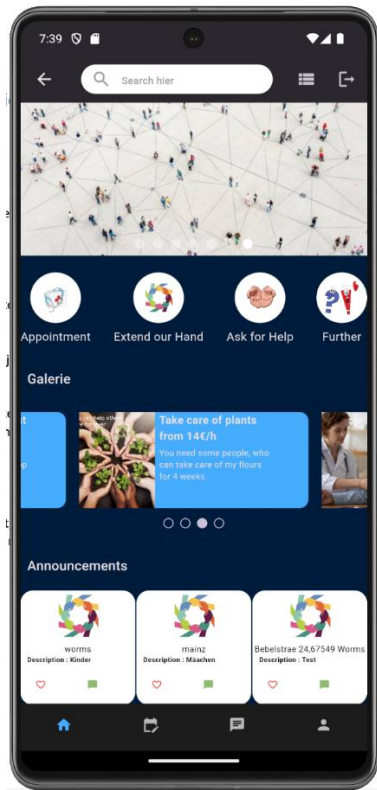 7:39
Search hier
Appointment Extend our Hand Ask for Help Further
Galerie
Take care of plants
from 14€/h
You need some people, who
can take care of my flours
for 4 weeks.
Announcements
worms
Description : Kinder
mainz
Description : Mäachen
Bebelstrae 24,67549 Worms
Description : Test